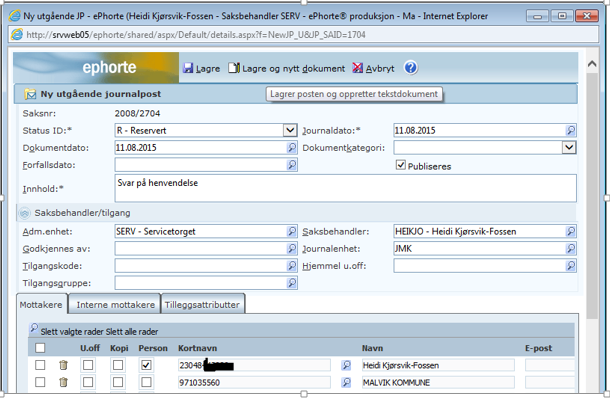 Ny utgående JP - ePhorte (Heidi Kjørsvik-Fossen - Saksbehandler SERV - ePhorte® produksjon - Ma - Internet Explorer
http://srvweb05/ephorte/shared/aspx/Default/details.aspx?f=NewJP_U&JP_SAID=1704
ephorte Lagre Lagre og nytt dokument Avbryt
Ny utgående journalpost Lagrer posten og oppretter tekstdokument
Saksnr: 2008/2704
Status ID:* R - Reservert Journaldato:* 11.08.2015
Dokumentdato: 11.08.2015 Dokumentkategori:
Forfallsdato: Publiseres
Innhold:* Svar på henvendelse
Saksbehandler/tilgang
Adm.enhet: SERV - Servicetorget Saksbehandler: HEIKJO - Heidi Kjørsvik-Fossen
Godkjennes av: Journalenhet: JMK
Tilgangskode: Hjemmel u.off:
Tilgangsgruppe:
Mottakere Interne mottakere Tilleggsattributter
Slett valgte rader Slett alle rader
U.off Kopi Person Kortnavn Navn E-post
23048 Heidi Kjørsvik-Fossen
971035560 MALVIK KOMMUNE